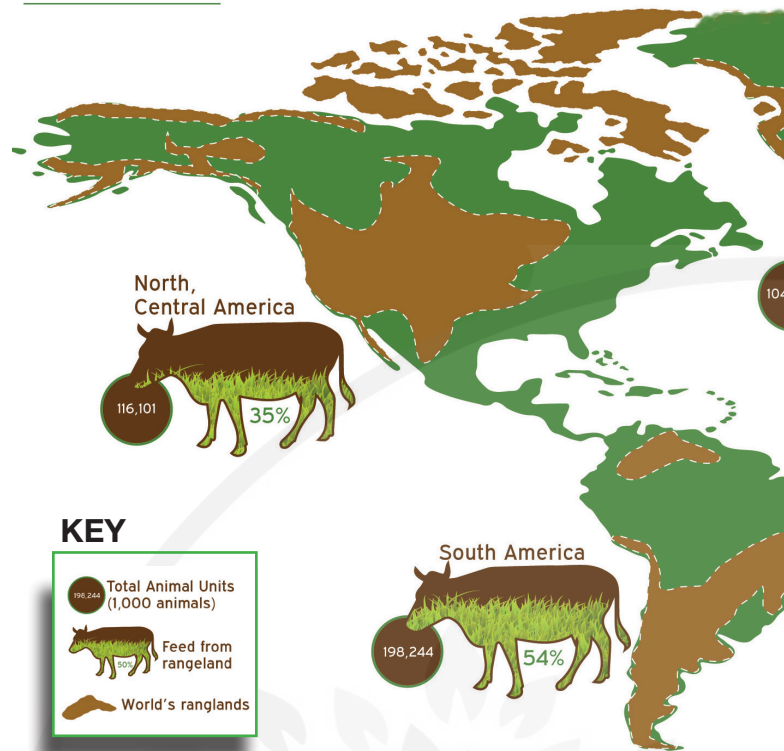 North,
Central America
104
116,101
35%
KEY
198,244
Total Animal Units
(1,000 animals)
50%
Feed from
rangeland
World's ranglands
South America
198,244
54%